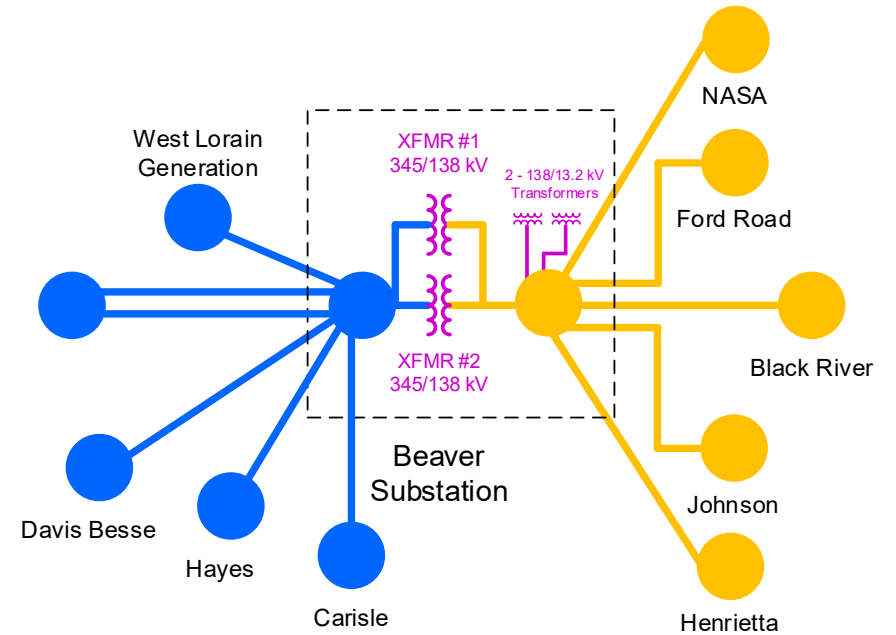 NASA
West Lorain
Generation
XFMR #1
345/138 kV
2 - 138/13.2 kV
Transformers
Ford Road
XFMR #2
345/138 kV
Black River
Beaver
Substation
Davis Besse
Hayes
Carisle
Johnson
Henrietta